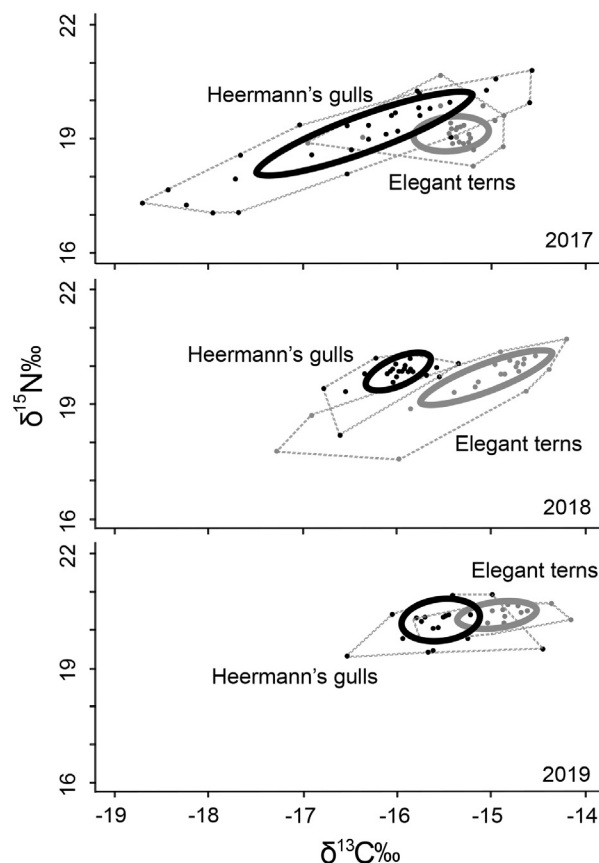 22
Heermann's gulls
19
Elegant terns
16
2017
22
Heermann's gulls
δ15N‰
19
Elegant terns
16
2018
22
Elegant terns
19
Heermann's gulls
16
2019
-19 -18 -17 -16 -15 -14
δ13C‰